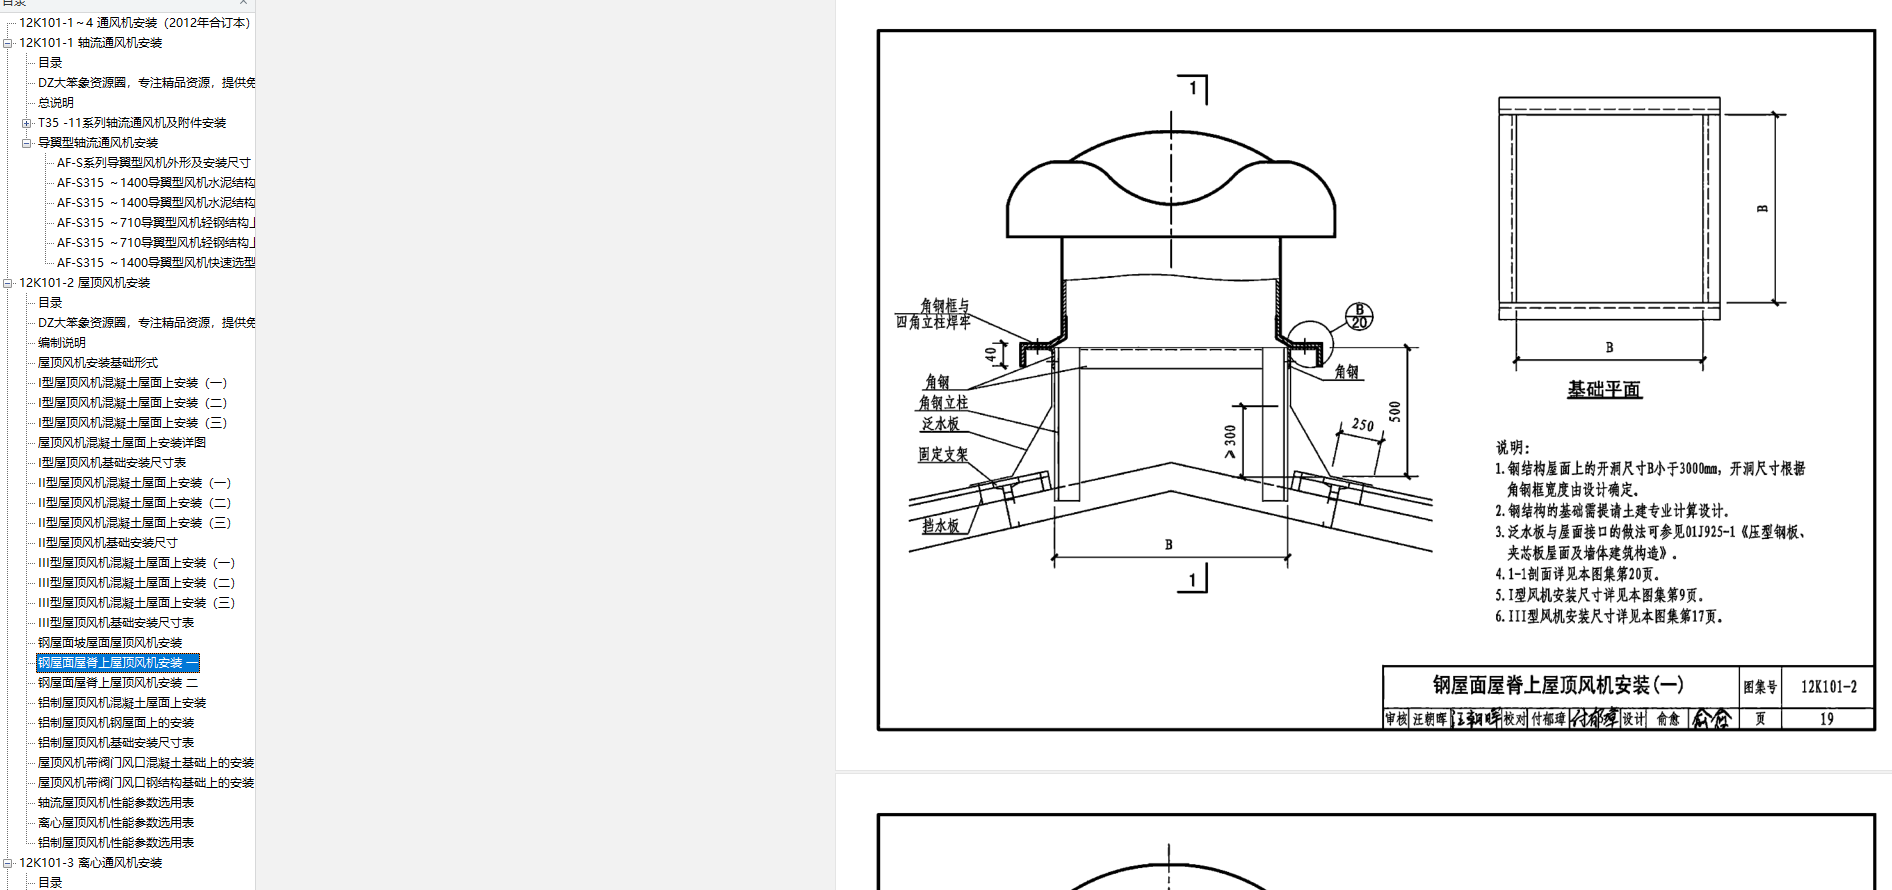 目录
12K101-1～4 通风机安装（2012年合订本）
12K101-1 轴流通风机安装
目录
DZ大笨象资源圈，专注精品资源，提供免
总说明
T35 -11系列轴流通风机及附件安装
导翼型轴流通风机安装
AF-S系列导翼型风机外形及安装尺寸
AF-S315 ～1400导翼型风机水泥结构
AF-S315 ～1400导翼型风机水泥结构
AF-S315 ～710导翼型风机轻钢结构上
AF-S315 ～710导翼型风机轻钢结构上
AF-S315 ～1400导翼型风机快速选型
12K101-2 屋顶风机安装
目录
DZ大笨象资源圈，专注精品资源，提供免
编制说明
屋顶风机安装基础形式
I型屋顶风机混凝土屋面上安装（一）
I型屋顶风机混凝土屋面上安装（二）
I型屋顶风机混凝土屋面上安装（三）
屋顶风机混凝土屋面上安装详图
I型屋顶风机基础安装尺寸表
II型屋顶风机混凝土屋面上安装（一）
II型屋顶风机混凝土屋面上安装（二）
II型屋顶风机混凝土屋面上安装（三）
II型屋顶风机基础安装尺寸
III型屋顶风机混凝土屋面上安装（一）
III型屋顶风机混凝土屋面上安装（二）
III型屋顶风机混凝土屋面上安装（三）
III型屋顶风机基础安装尺寸表
钢屋面坡屋面屋顶风机安装
钢屋面屋脊上屋顶风机安装 一
钢屋面屋脊上屋顶风机安装 二
铝制屋顶风机混凝土屋面上安装
铝制屋顶风机钢屋面上的安装
铝制屋顶风机基础安装尺寸表
屋顶风机带阀门风口混凝土基础上的安装
屋顶风机带阀门风口钢结构基础上的安装
轴流屋顶风机性能参数选用表
离心屋顶风机性能参数选用表
铝制屋顶风机性能参数选用表
12K101-3 离心通风机安装
目录
1
角钢框与
四角立柱焊牢
B
20
40
角钢
角钢
角钢立柱
泛水板
固定支架
挡水板
≥300
250
500
B
1
B
B
基础平面
说明：
1.钢结构屋面上的开洞尺寸B小于3000mm，开洞尺寸根据
角钢框宽度由设计确定。
2.钢结构的基础需提请土建专业计算设计。
3.泛水板与屋面接口的做法可参见01J925-1《压型钢板、
夹芯板屋面及墙体建筑构造》。
4.1-1剖面详见本图集第20页。
5.I型风机安装尺寸详见本图集第9页。
6.III型风机安装尺寸详见本图集第17页。
钢屋面屋脊上屋顶风机安装(一) 图集号 12K101-2
审核 汪朝晖 汪朝晖 校对 付郁璋 付郁璋 设计 俞愈 俞愈 页 19